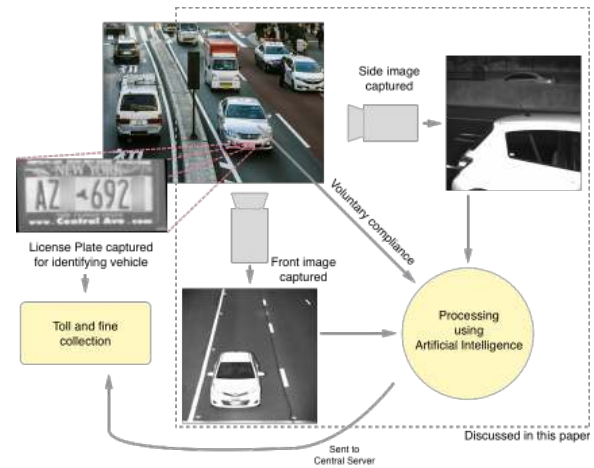 Side image
captured
NEW YORK
AZ 692
www. Central Ave .com
License Plate captured
for identifying vehicle
Voluntary compliance
Front image
captured
Toll and fine
collection
Processing
using
Artificial Intelligence
Discussed in this paper
Sent to
Central Server